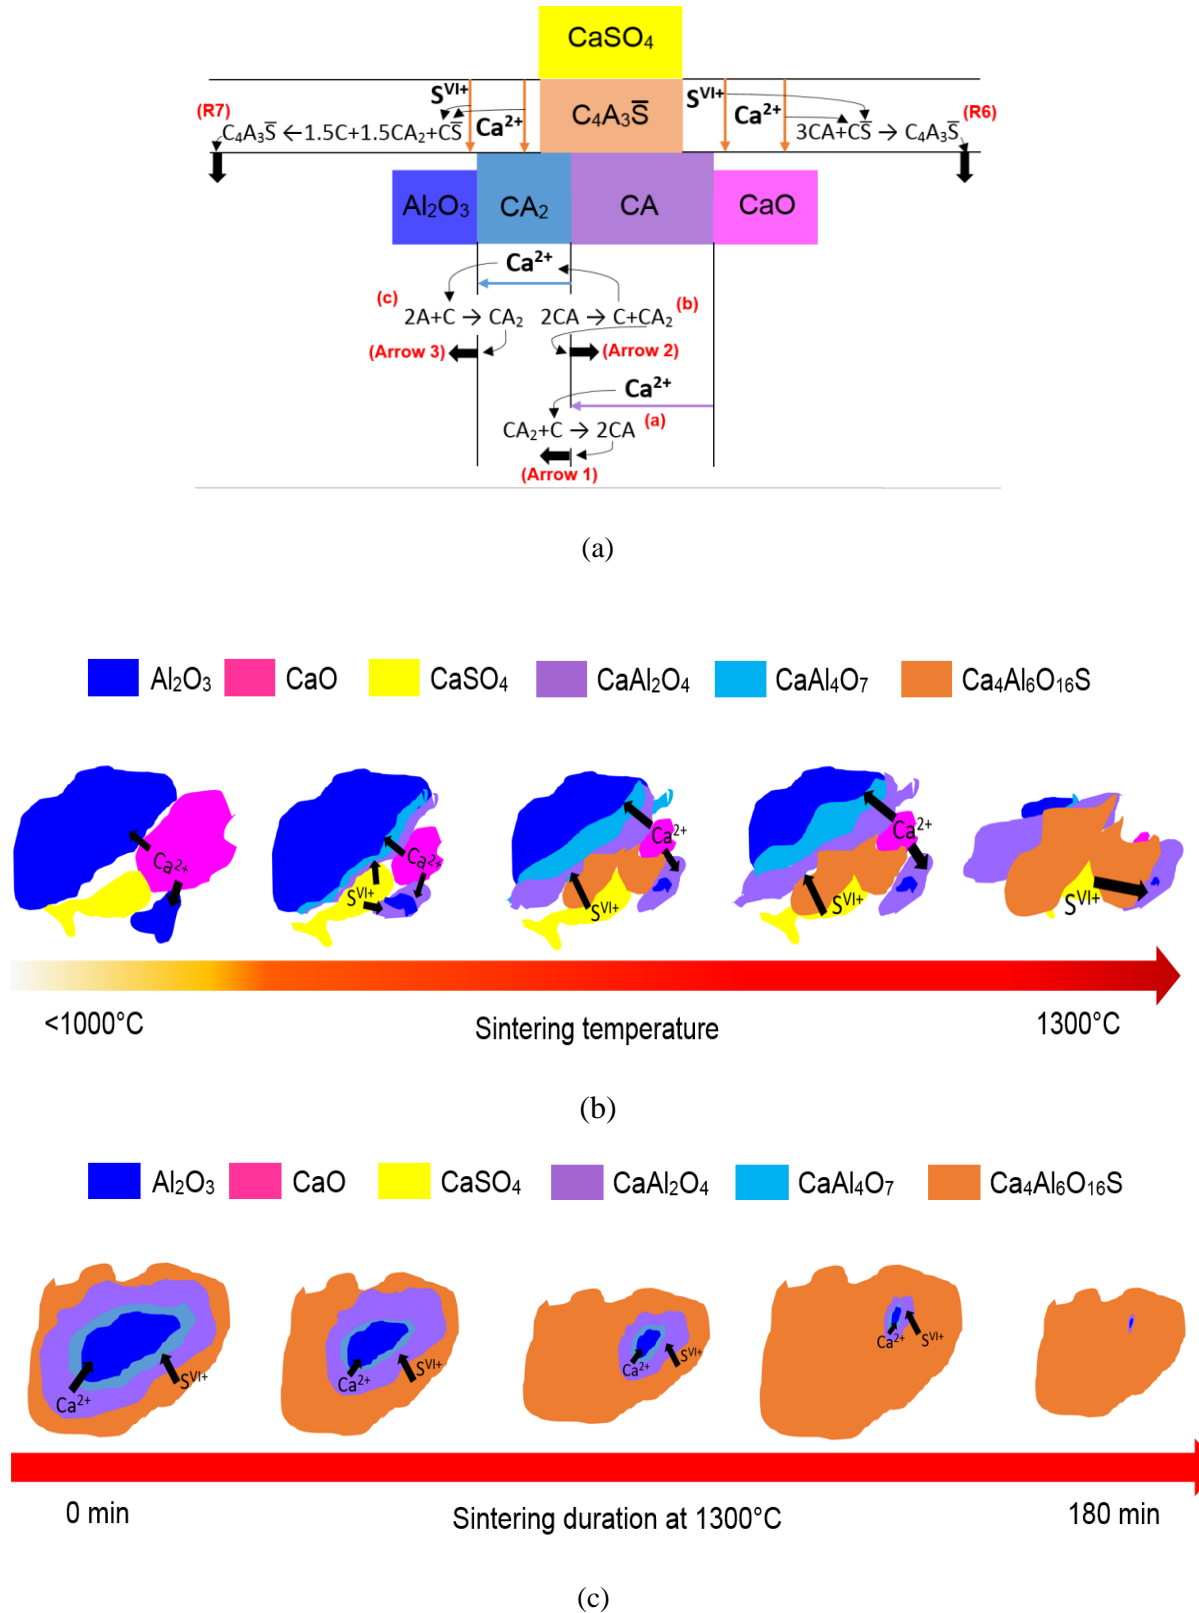 CaSO₄
S^VI+
S^VI+
(R7)
C₄A₃S̅
(R6)
Ca²⁺
Ca²⁺
C₄A₃S̅ ←1.5C+1.5CA₂+CS̅
3CA+CS̅ → C₄A₃S̅
Al₂O₃
CA₂
CA
CaO
Ca²⁺
(c)
(b)
2A+C → CA₂
2CA → C+CA₂
(Arrow 3)
(Arrow 2)
Ca²⁺
(a)
CA₂+C → 2CA
(Arrow 1)
(a)
Al₂O₃ CaO CaSO₄ CaAl₂O₄ CaAl₄O₇ Ca₄Al₆O₁₆S
Ca²⁺
Ca²⁺
S^VI+
Ca²⁺
S^VI+
Ca²⁺
S^VI+
S^VI+
<1000°C
Sintering temperature
1300°C
(b)
Al₂O₃ CaO CaSO₄ CaAl₂O₄ CaAl₄O₇ Ca₄Al₆O₁₆S
Ca²⁺
S^VI+
Ca²⁺
S^VI+
Ca²⁺
S^VI+
Ca²⁺
S^VI+
0 min
Sintering duration at 1300°C
180 min
(c)